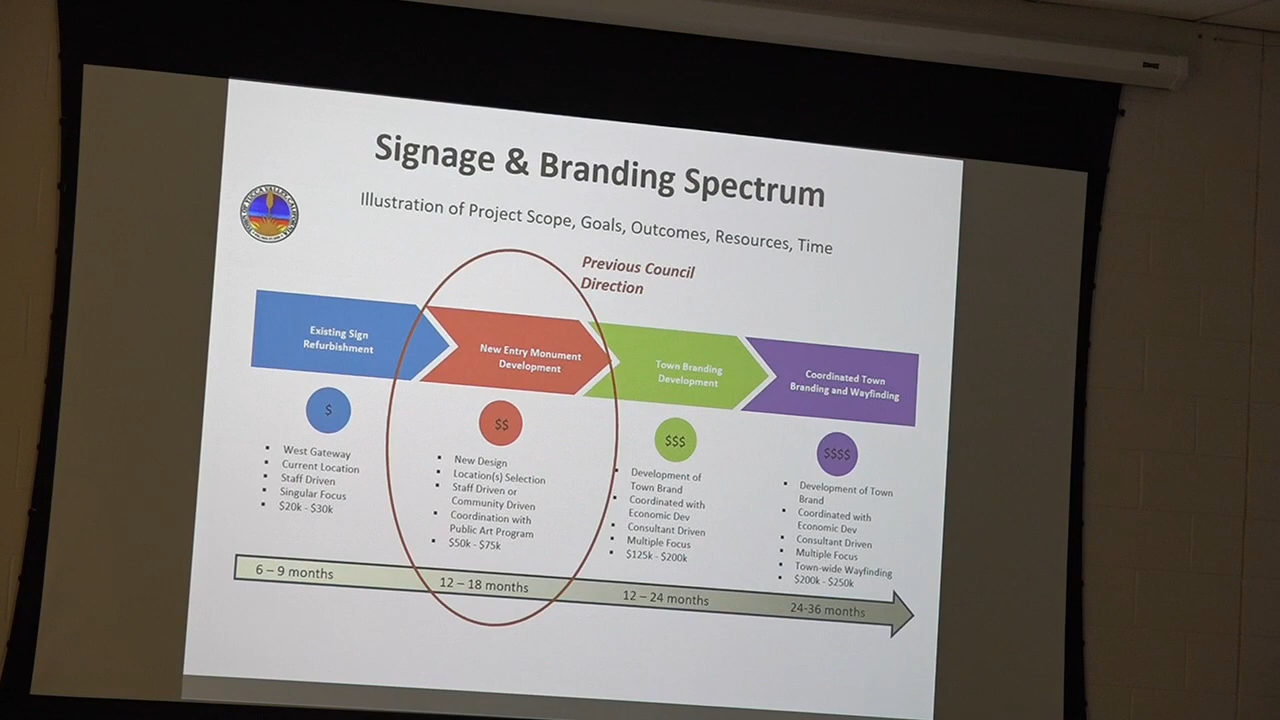 Signage & Branding Spectrum
Illustration of Project Scope, Goals, Outcomes, Resources, Time
TOWN OF YUCCA VALLEY, CALIFORNIA
Previous Council
Direction
Existing Sign
Refurbishment
New Entry Monument
Development
Town Branding
Development
Coordinated Town
Branding and Wayfinding
$
$$
$$$
$$$$
▪ West Gateway
▪ Current Location
▪ Staff Driven
▪ Singular Focus
▪ $20k - $30k
▪ New Design
▪ Location(s) Selection
▪ Staff Driven or
Community Driven
▪ Coordination with
Public Art Program
▪ $50k - $75k
▪ Development of
Town Brand
▪ Coordinated with
Economic Dev
▪ Consultant Driven
▪ Multiple Focus
▪ $125k - $200k
▪ Development of Town
Brand
▪ Coordinated with
Economic Dev
▪ Consultant Driven
▪ Multiple Focus
▪ Town-wide Wayfinding
▪ $200k - $250k
6 – 9 months
12 – 18 months
12 – 24 months
24-36 months